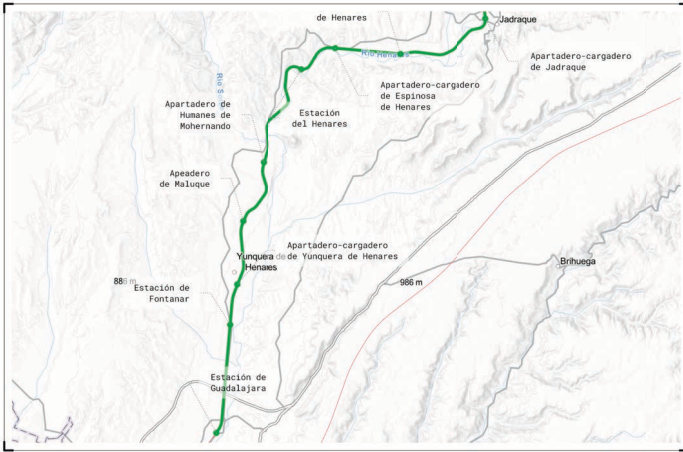 de Henares
Jadraque
Río Henares
Apartadero-cargadero
de Jadraque
Apartadero-cargadero
de Espinosa
de Henares
Río S
Apartadero de
Humanes de
Mohernando
Estación
del Henares
Apeadero
de Maluque
Apartadero-cargadero
de Yunquera de Henares
Yunquera de
Henares
Brihuega
886 m
986 m
Estación de
Fontanar
Estación de
Guadalajara